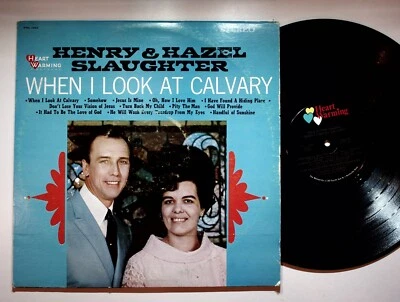 STEREO
HEART
WARMING
HENRY & HAZEL
SLAUGHTER
WHEN I LOOK AT CALVARY
• When I Look At Calvary • Somehow • Jesus Is Mine • Oh, How I Love Him • I Have Found A Hiding Place
Don't Lose Your Vision of Jesus • Turn Back My Child • Pity The Man • God Will Provide
It Had To Be the Love of God • He Will Wash Every Teardrop From My Eyes • Handful of Sunshine
Heart
Warming